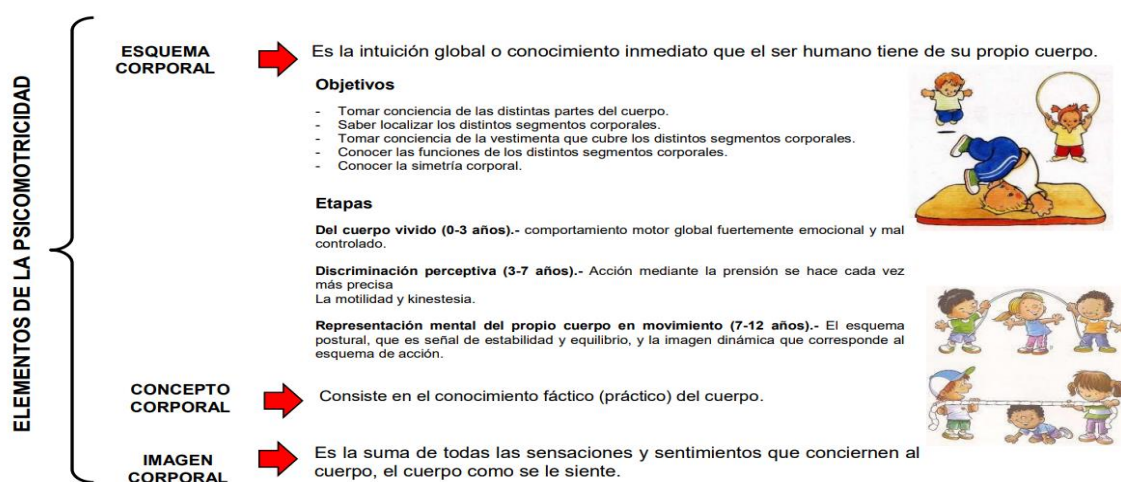 ELEMENTOS DE LA PSICOMOTRICIDAD
ESQUEMA
CORPORAL
Es la intuición global o conocimiento inmediato que el ser humano tiene de su propio cuerpo.
Objetivos
- Tomar conciencia de las distintas partes del cuerpo.
- Saber localizar los distintos segmentos corporales.
- Tomar conciencia de la vestimenta que cubre los distintos segmentos corporales.
- Conocer las funciones de los distintos segmentos corporales.
- Conocer la simetría corporal.
Etapas
Del cuerpo vivido (0-3 años).- comportamiento motor global fuertemente emocional y mal
controlado.
Discriminación perceptiva (3-7 años).- Acción mediante la prensión se hace cada vez
más precisa
La motilidad y kinestesia.
Representación mental del propio cuerpo en movimiento (7-12 años).- El esquema
postural, que es señal de estabilidad y equilibrio, y la imagen dinámica que corresponde al
esquema de acción.
CONCEPTO
CORPORAL
Consiste en el conocimiento fáctico (práctico) del cuerpo.
IMAGEN
CORPORAL
Es la suma de todas las sensaciones y sentimientos que conciernen al
cuerpo, el cuerpo como se le siente.